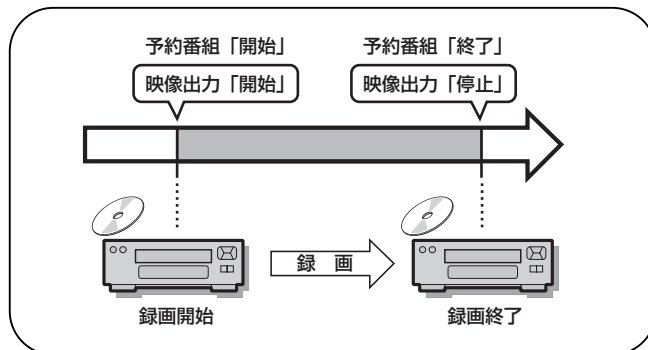 予約番組「開始」
予約番組「終了」
映像出力「開始」
映像出力「停止」
録 画
録画開始
録画終了